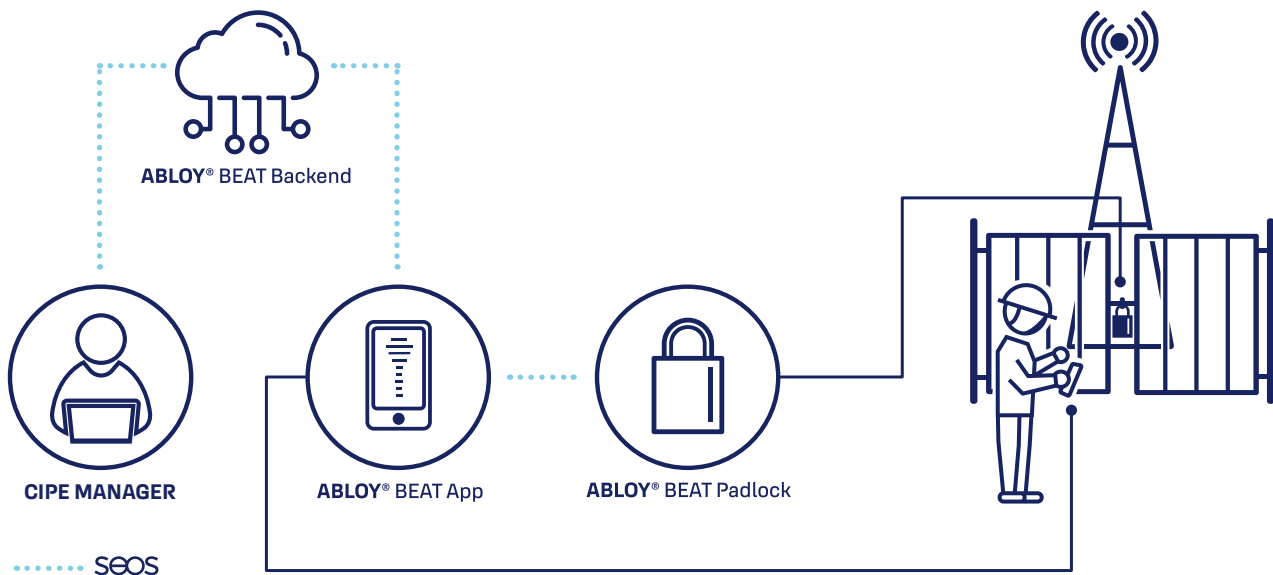 ABLOY® BEAT Backend
CIPE MANAGER
ABLOY® BEAT App
ABLOY® BEAT Padlock
seos